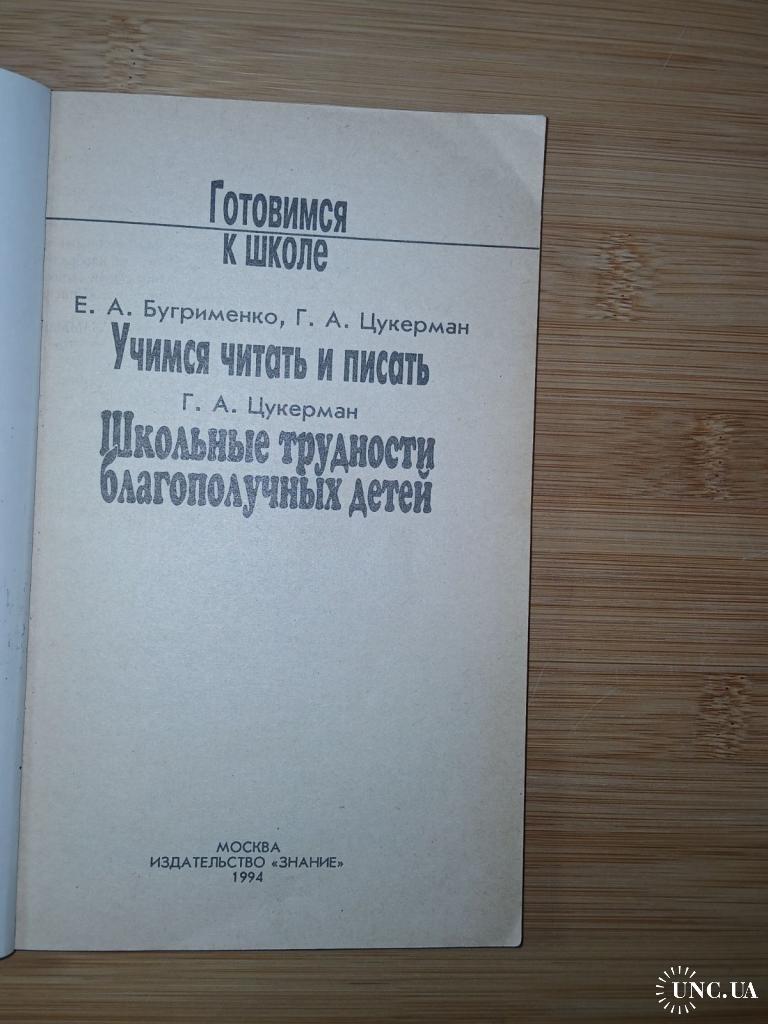 Готовимся
к школе
Е. А. Бугрименко, Г. А. Цукерман
Учимся читать и писать
Г. А. Цукерман
Школьные трудности
благополучных детей
МОСКВА
ИЗДАТЕЛЬСТВО «ЗНАНИЕ»
1994
UNC.UA